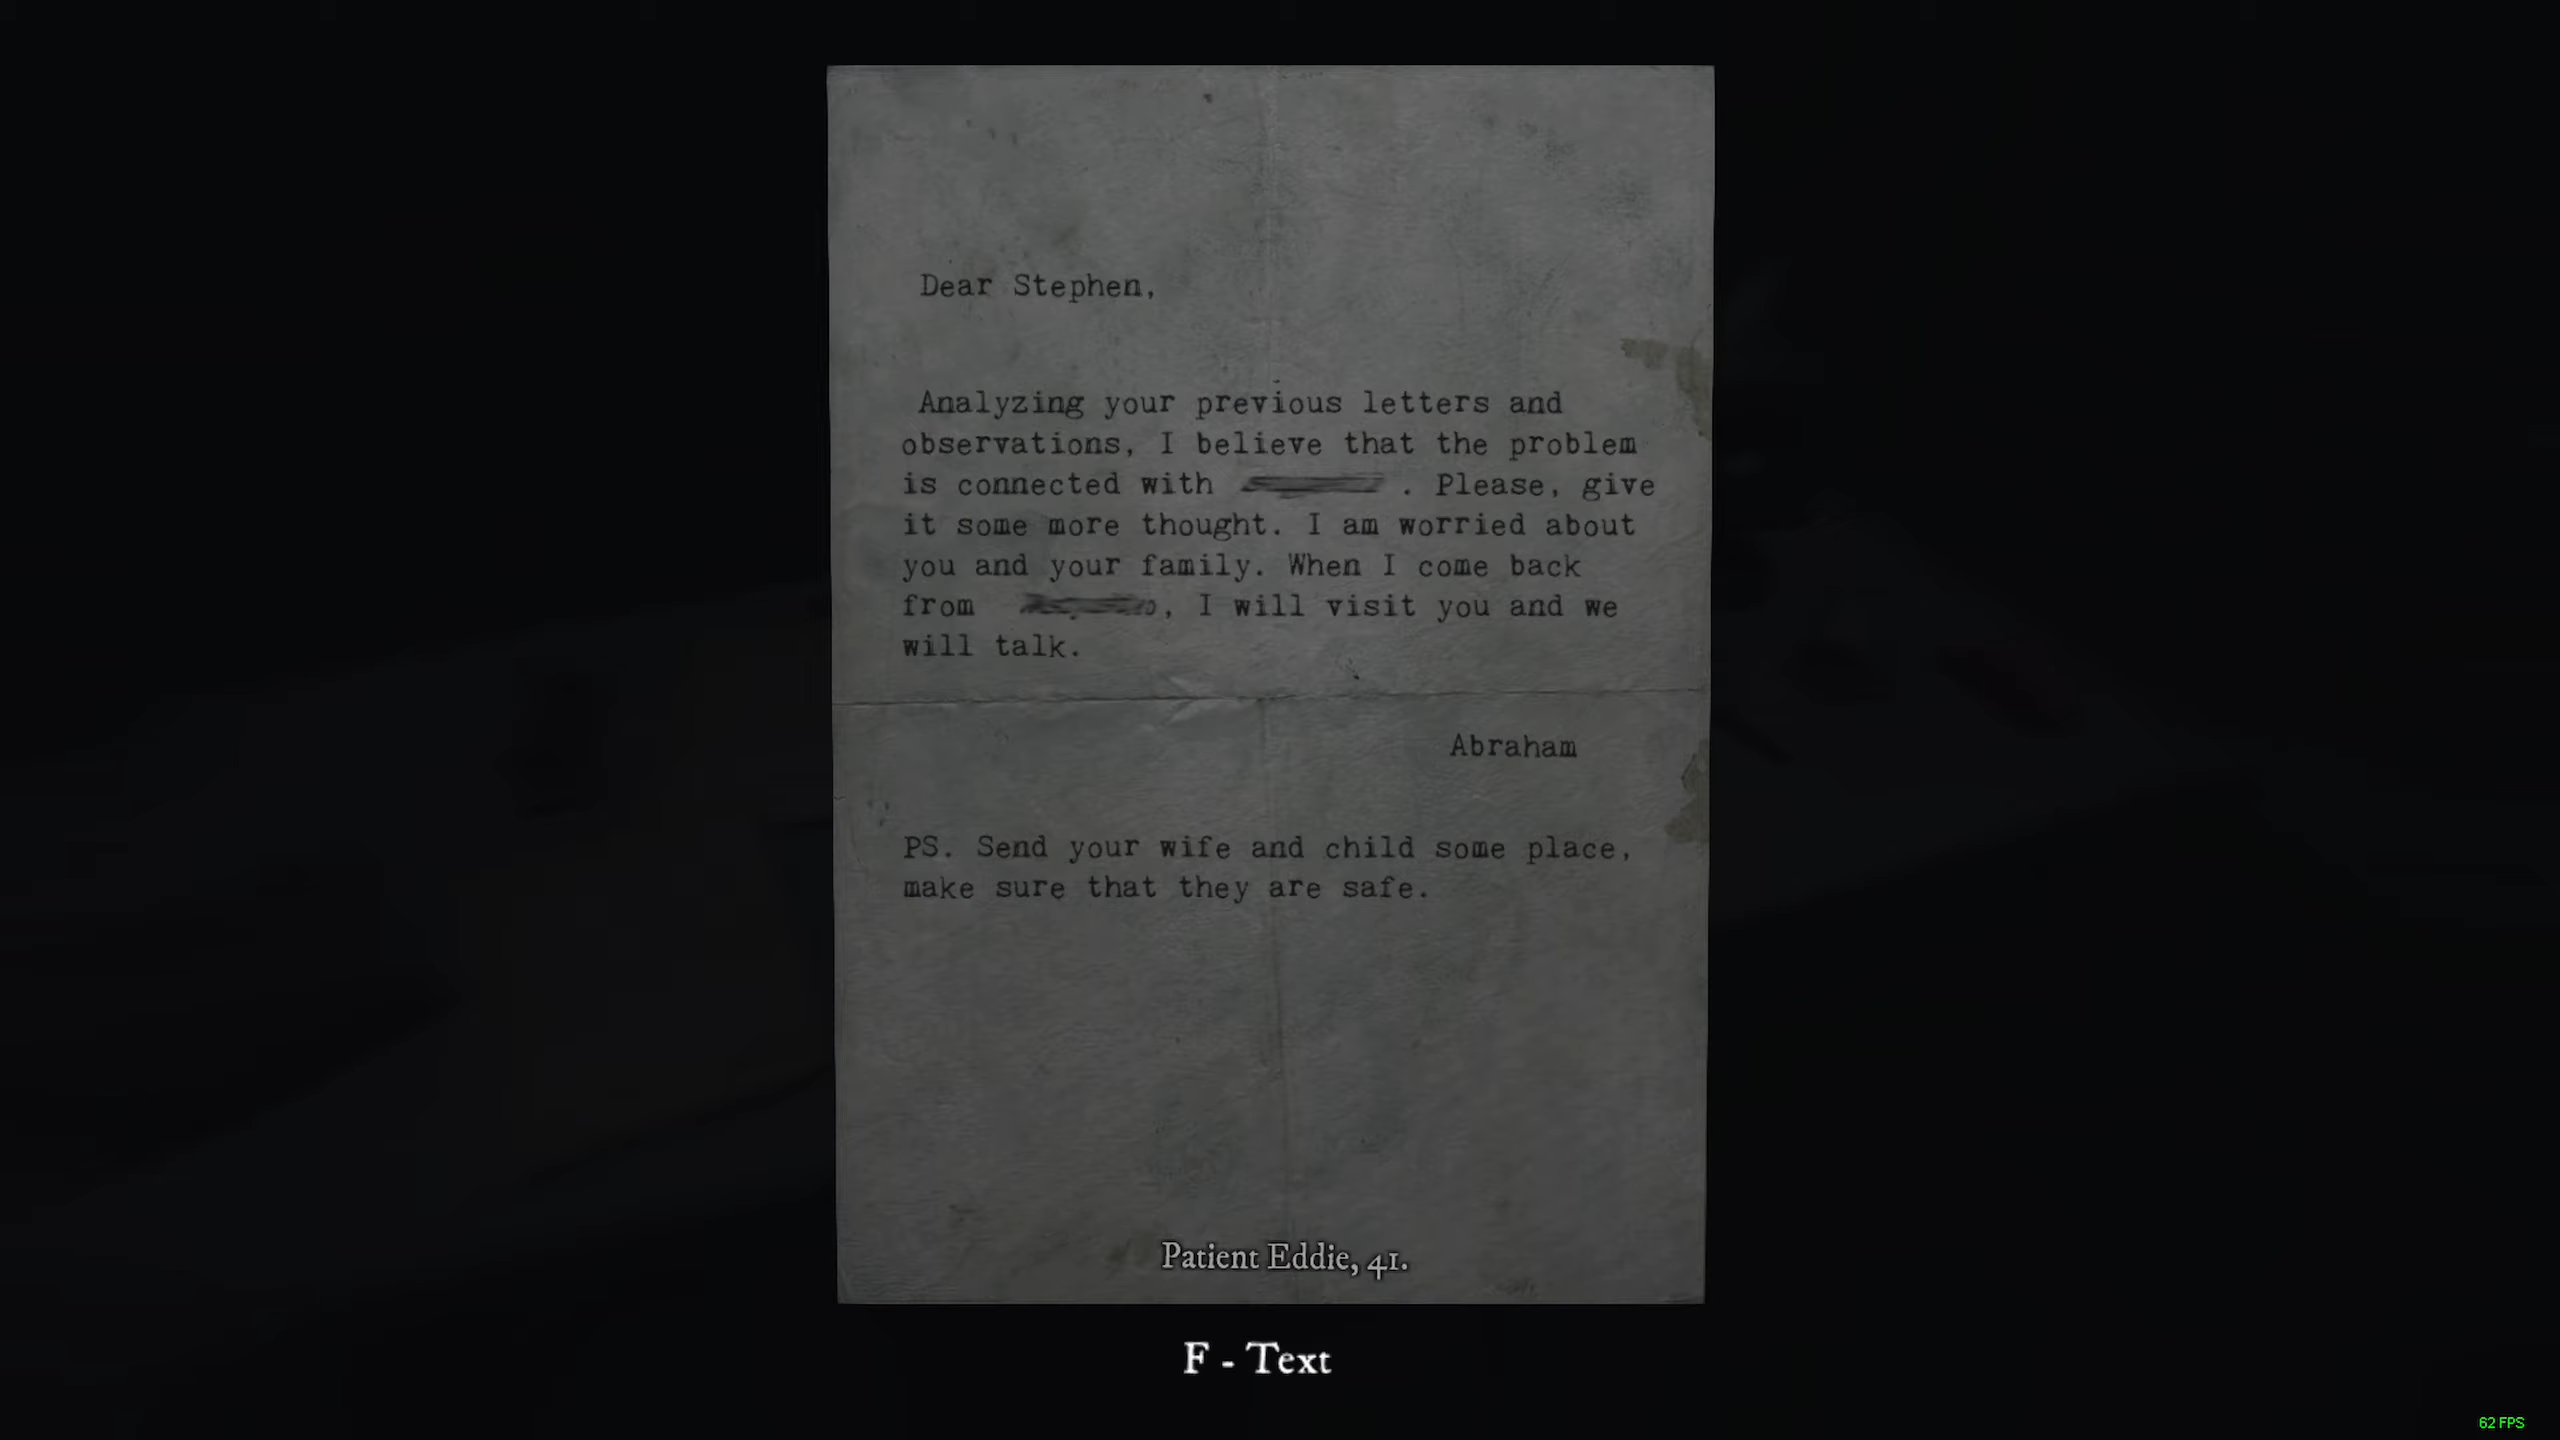 Dear Stephen,
Analyzing your previous letters and
observations, I believe that the problem
is connected with . Please, give
it some more thought. I am worried about
you and your family. When I come back
from , I will visit you and we
will talk.
Abraham
PS. Send your wife and child some place,
make sure that they are safe.
Patient Eddie, 41.
F - Text
62 FPS